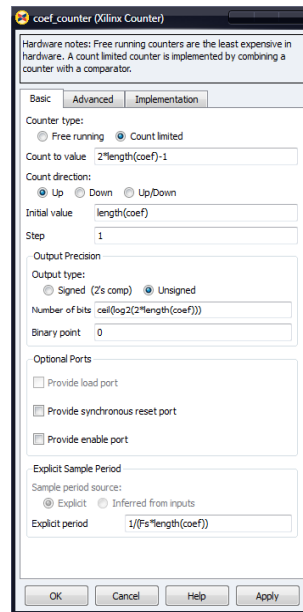 coef_counter (Xilinx Counter)
Hardware notes: Free running counters are the least expensive in
hardware. A count limited counter is implemented by combining a
counter with a comparator.
Basic Advanced Implementation
Counter type:
Free running Count limited
Count to value 2*length(coef)-1
Count direction:
Up Down Up/Down
Initial value length(coef)
Step 1
Output Precision
Output type:
Signed (2's comp) Unsigned
Number of bits ceil(log2(2*length(coef)))
Binary point 0
Optional Ports
Provide load port
Provide synchronous reset port
Provide enable port
Explicit Sample Period
Sample period source:
Explicit Inferred from inputs
Explicit period 1/(Fs*length(coef))
OK Cancel Help Apply